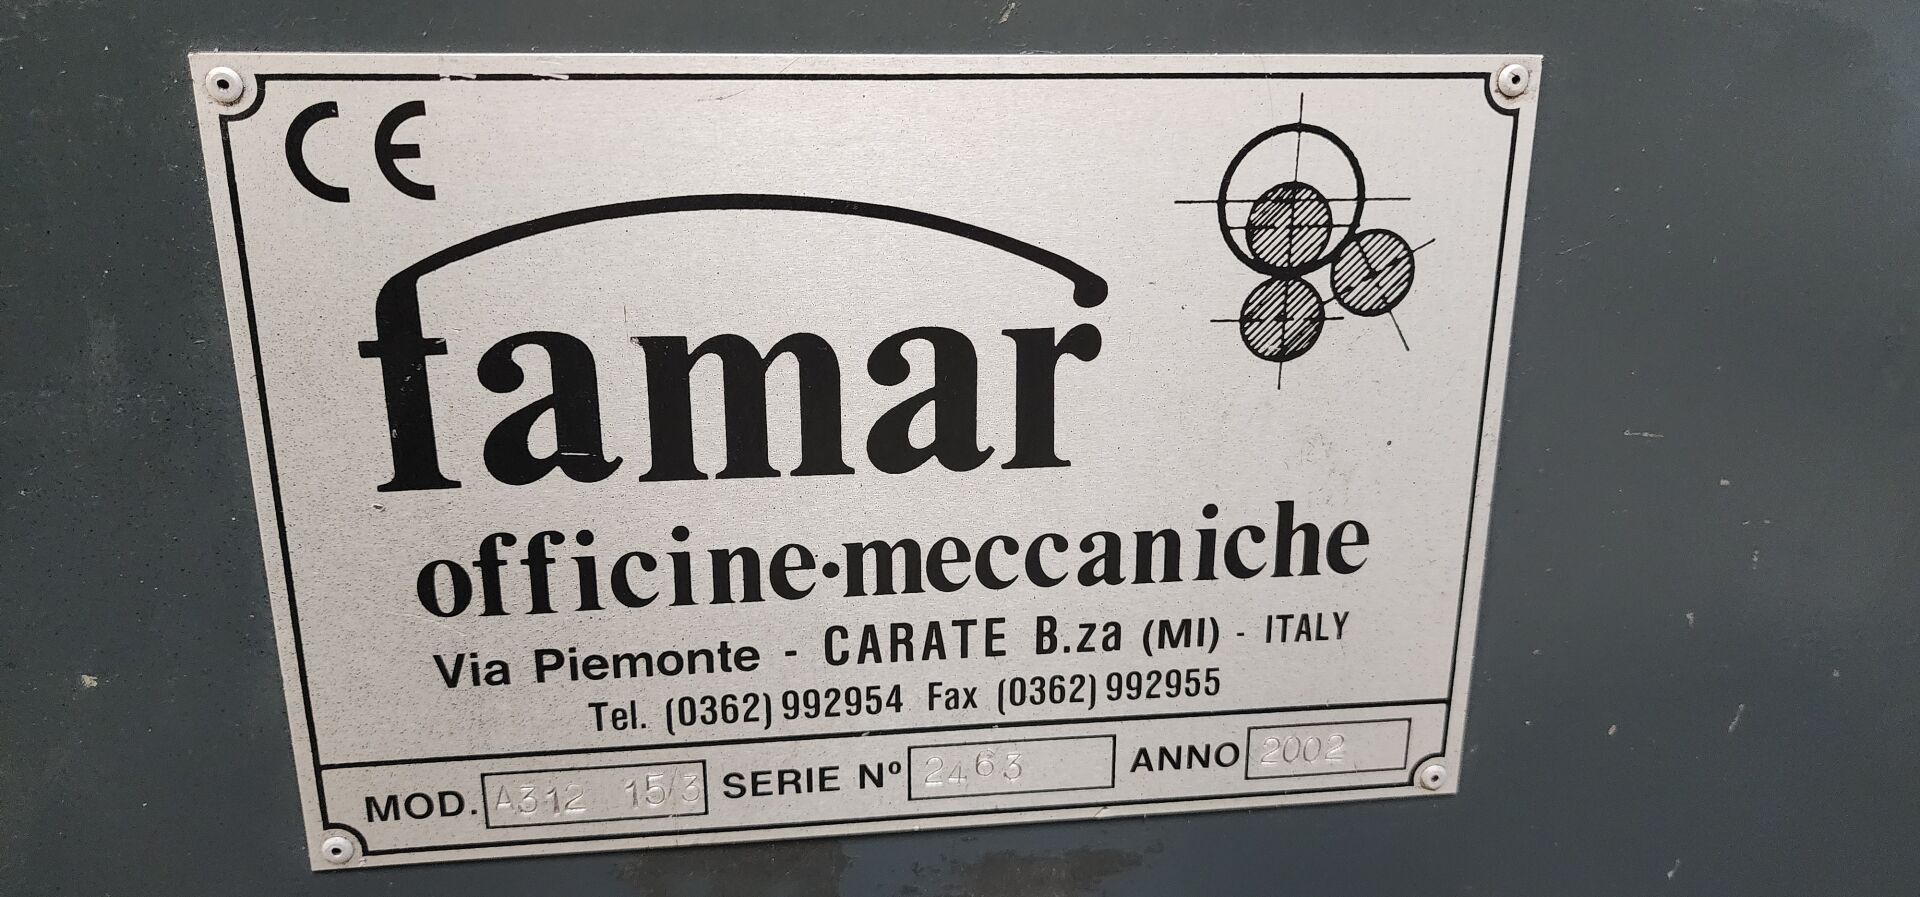 CE
famar
officine·meccaniche
Via Piemonte - CARATE B.za (MI) - ITALY
Tel. (0362) 992954 Fax (0362) 992955
MOD. A312 15/3 SERIE Nº 2463 ANNO 2002